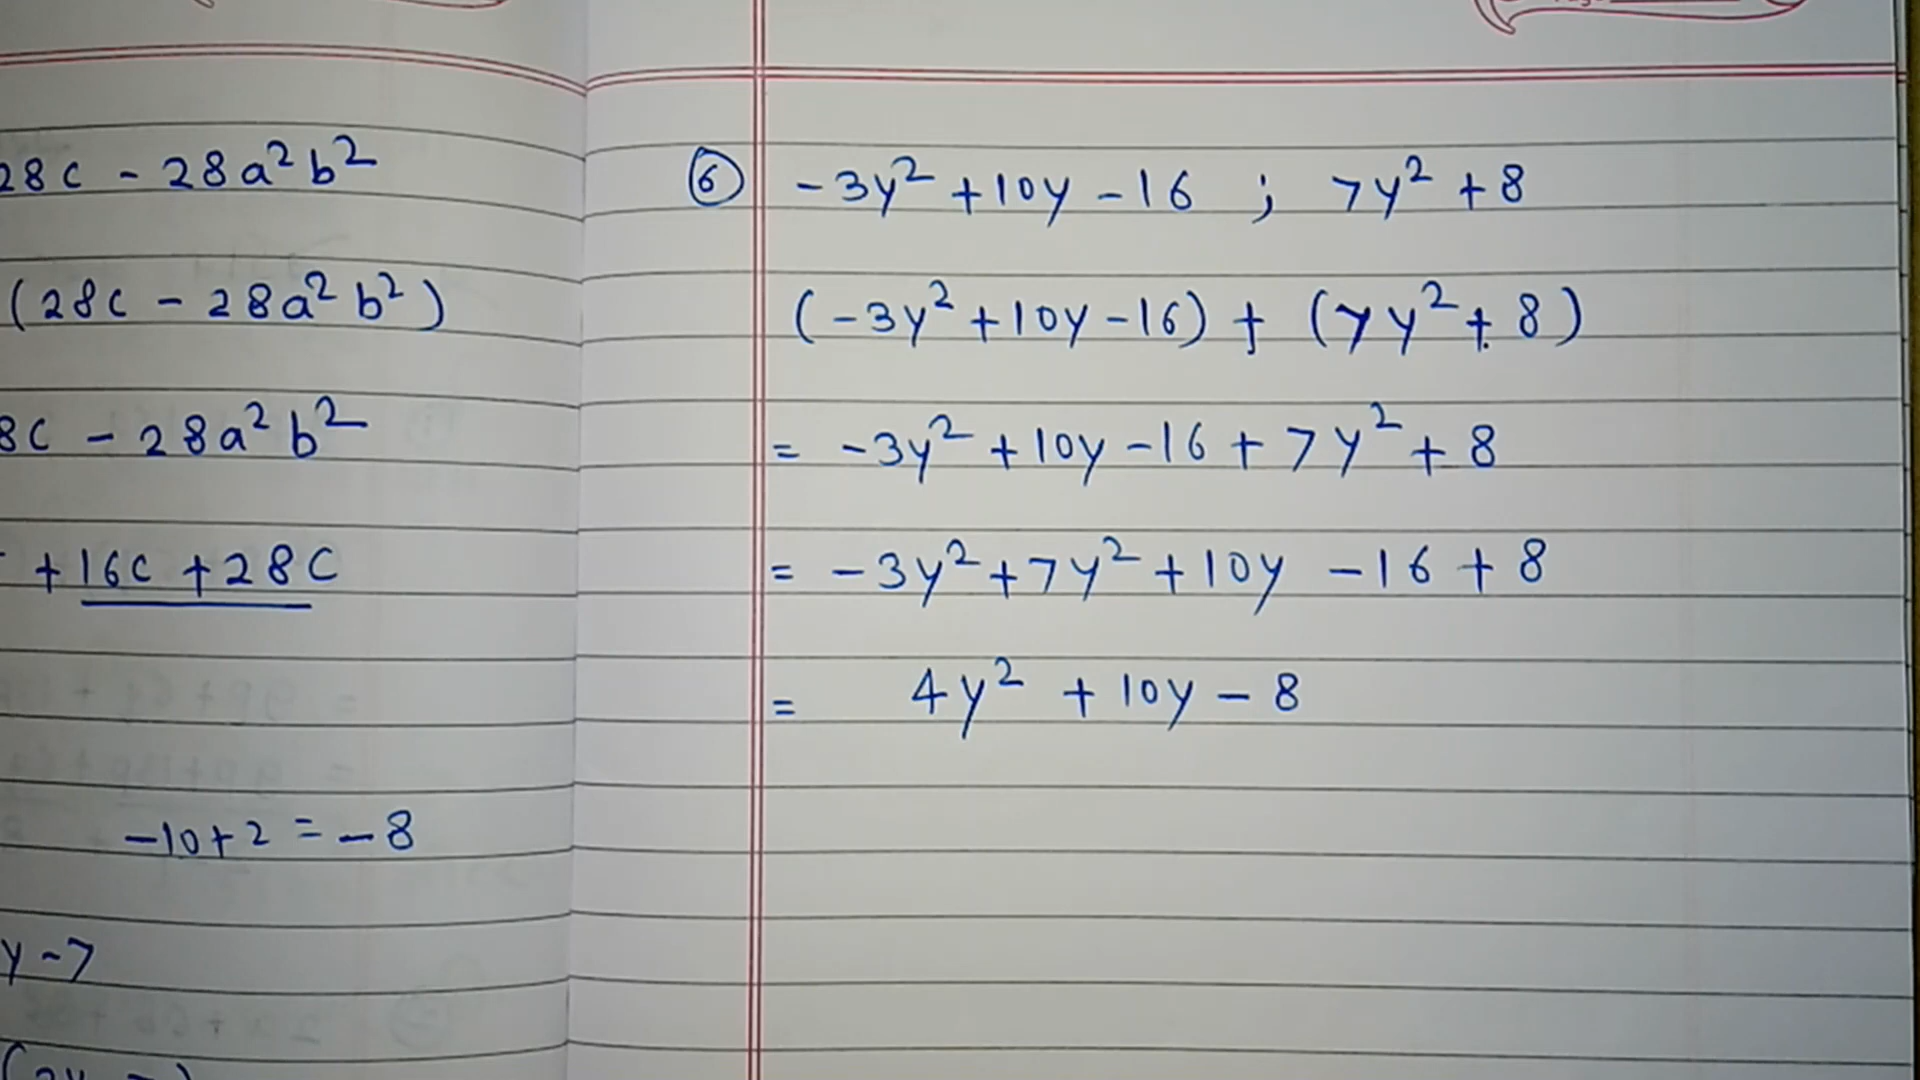 28c - 28a²b²
(28c - 28a²b²)
8c - 28a²b²
+16c +28c
-10+2 = -8
y-7
⑥ -3y² +10y -16 ; 7y² +8
(-3y² +10y -16) + (7y² + 8)
= -3y² +10y -16 + 7y² + 8
= -3y² +7y² +10y -16 + 8
= 4y² + 10y - 8